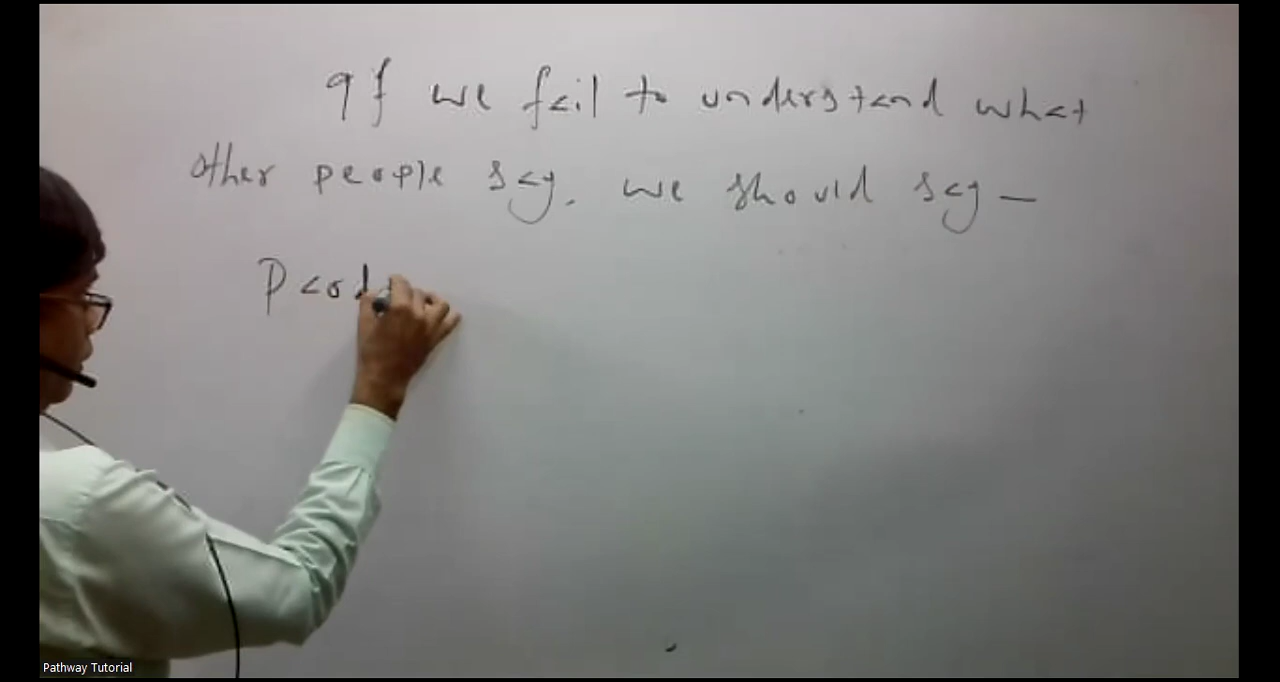 If we fail to understand what
other people say, we should say –
Pard
Pathway Tutorial